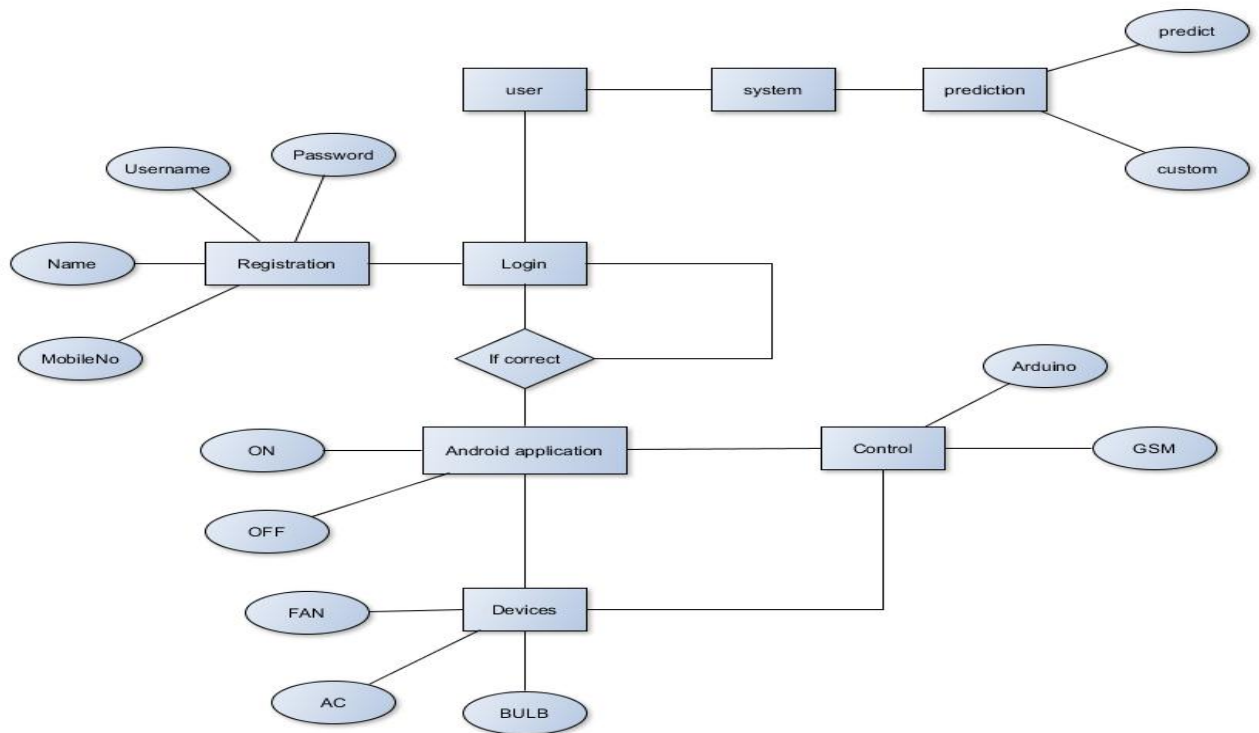 predict
user
system
prediction
Password
Username
custom
Name
Registration
Login
MobileNo
If correct
Arduino
ON
Android application
Control
GSM
OFF
FAN
Devices
AC
BULB